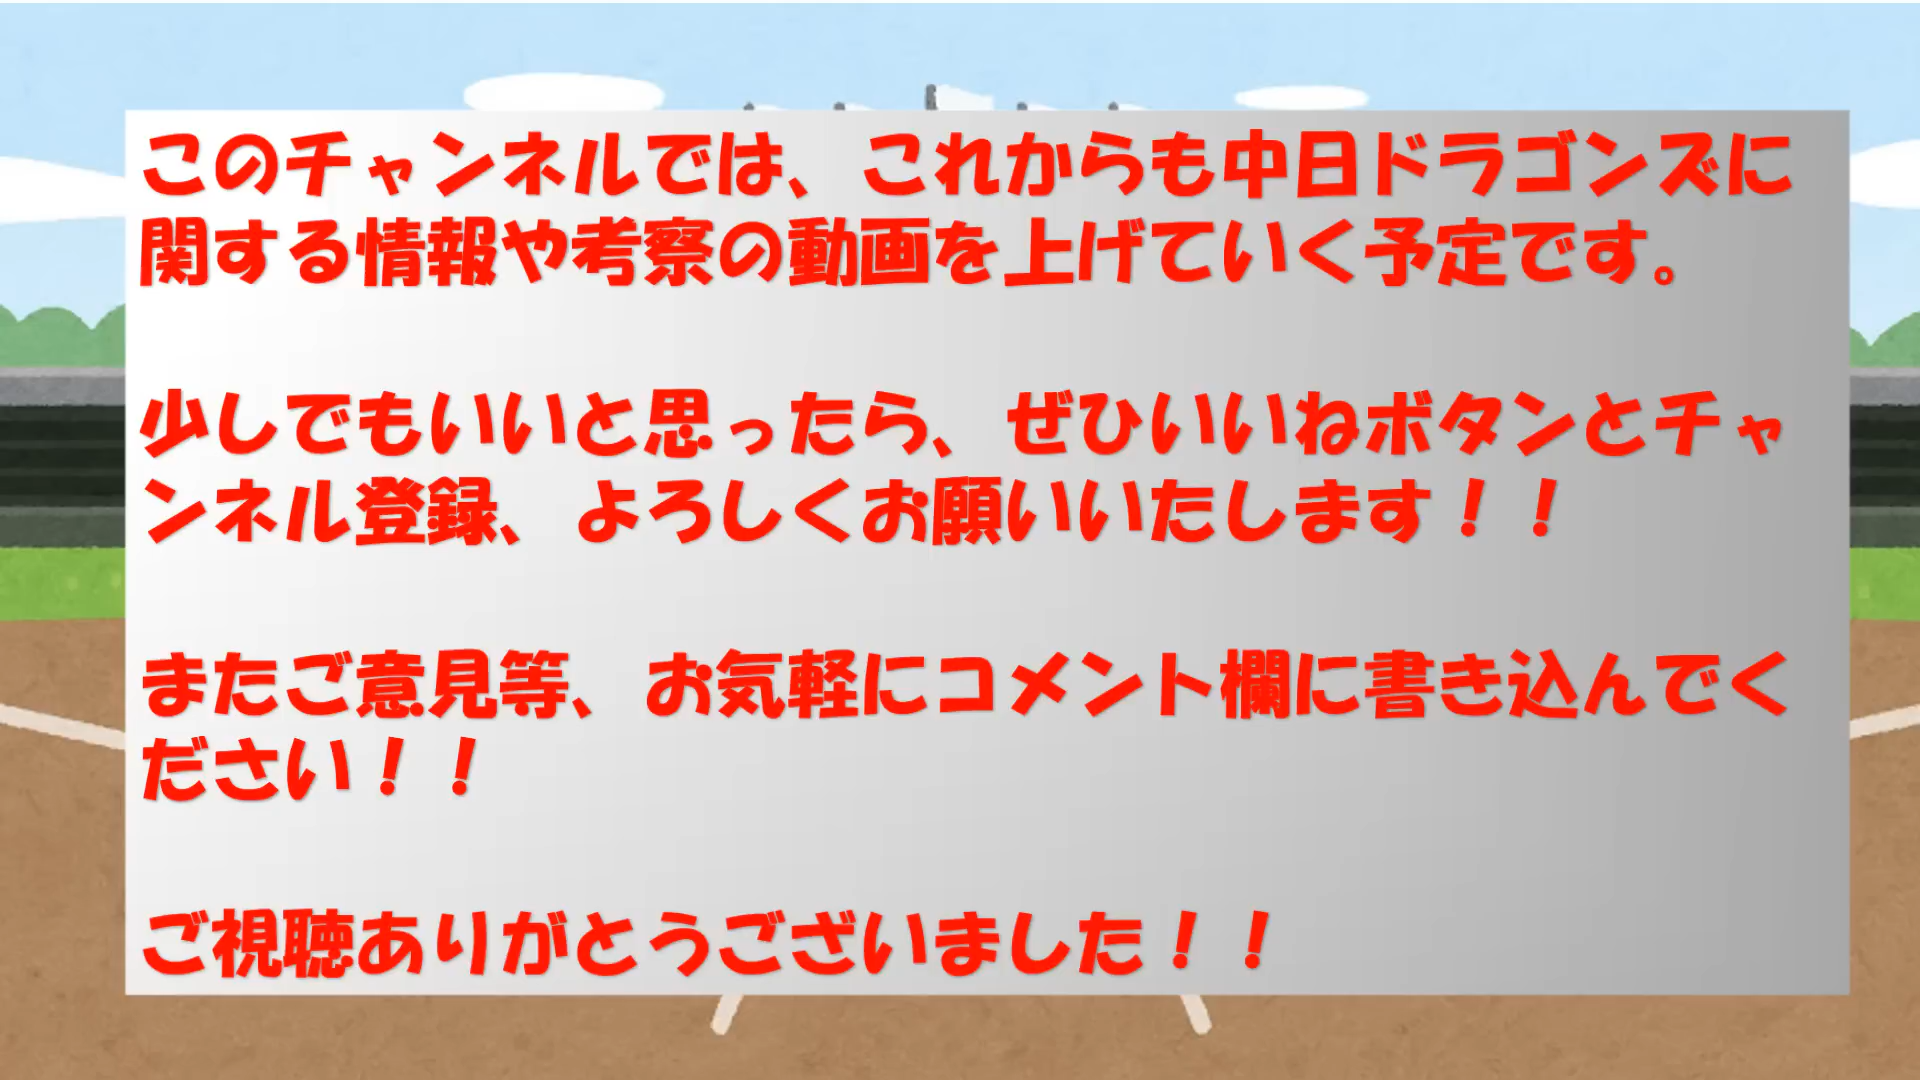 このチャンネルでは、これからも中日ドラゴンズに
関する情報や考察の動画を上げていく予定です。
少しでもいいと思ったら、ぜひいいねボタンとチャ
ンネル登録、よろしくお願いいたします！！
またご意見等、お気軽にコメント欄に書き込んでく
ださい！！
ご視聴ありがとうございました！！